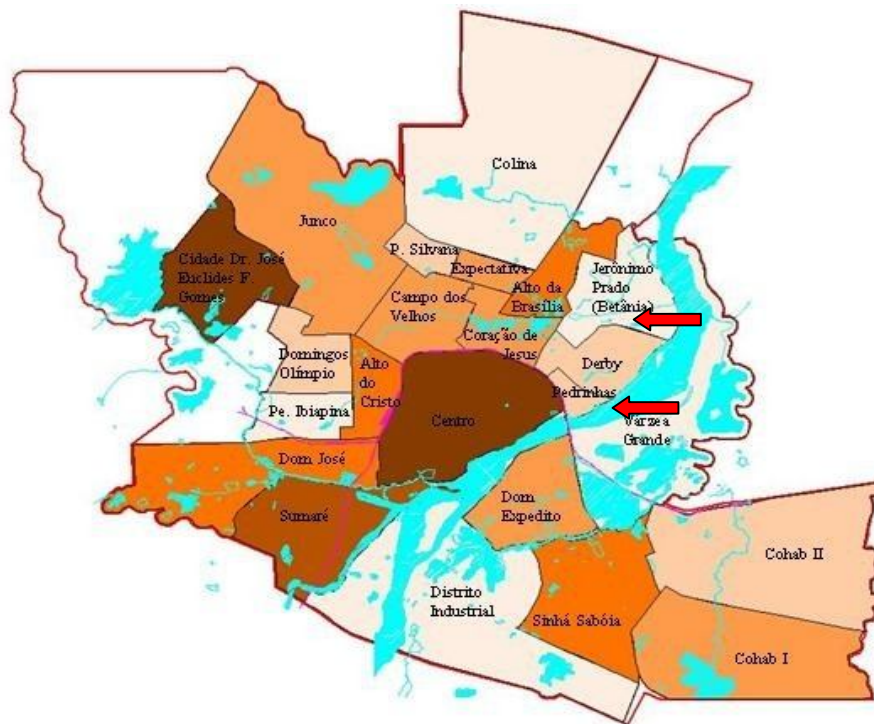 Colina
Junco
P. Silvana
Cidade Dr. José
Euclides F.
Gomes
Expectativa
Jerônimo
Prado
(Betânia)
Alto da
Brasília
Campo dos
Velhos
Coração de
Jesus
Domingos
Olímpio
Alto
do
Cristo
Derby
Pedrinhas
Pe. Ibiapina
Centro
Várzea
Grande
Dom José
Sumaré
Dom
Expedito
Cohab II
Distrito
Industrial
Sinhá Sabóia
Cohab I